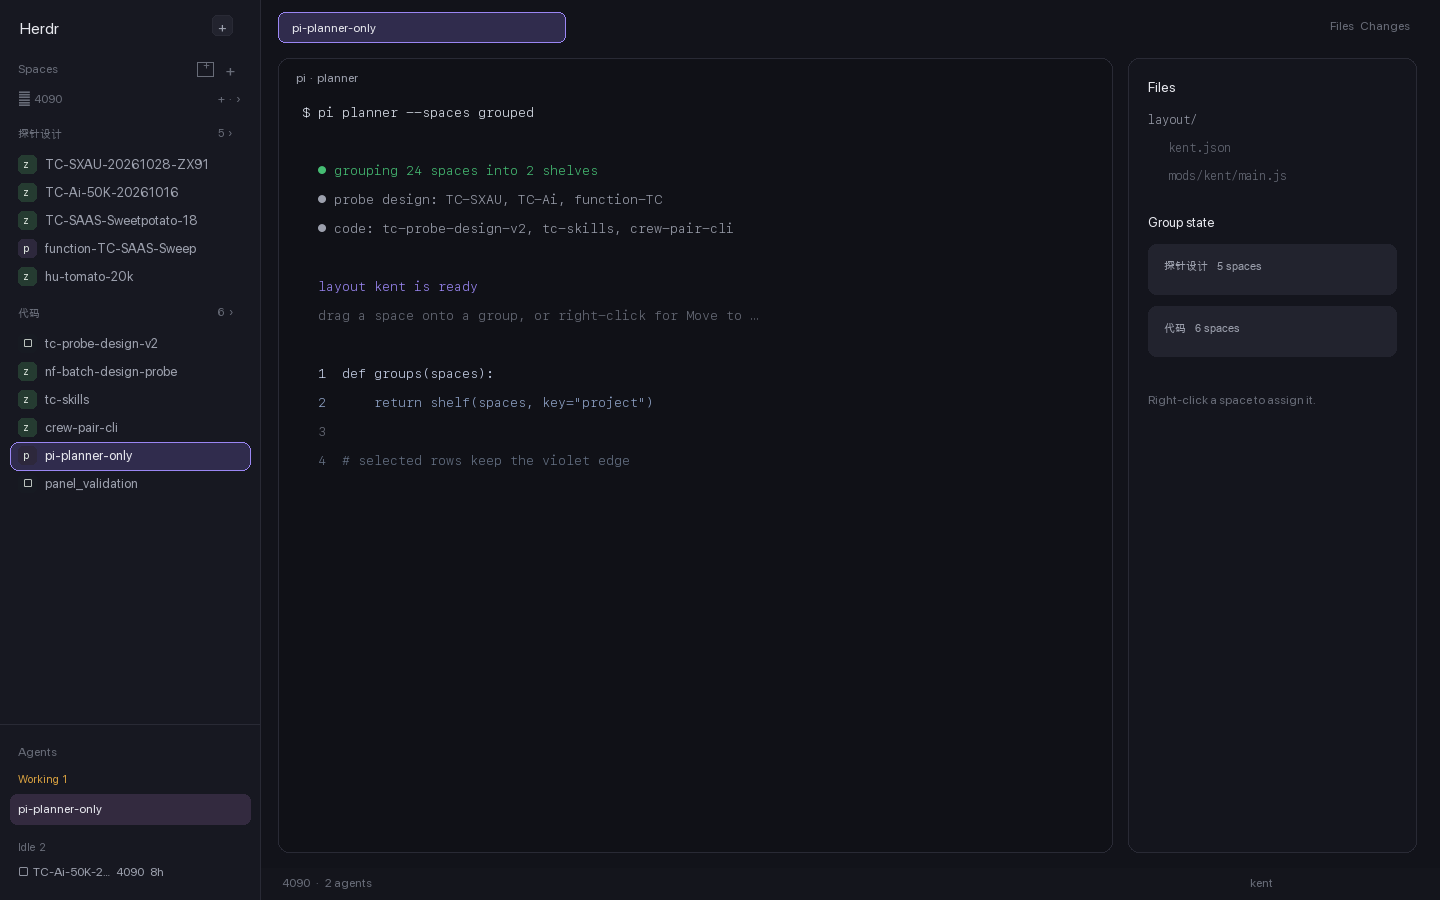 Herdr
+
Spaces
+
4090
+ · ›
探针设计 5 ›
z TC-SXAU-20261028-ZX91
z TC-Ai-50K-20261016
z TC-SAAS-Sweetpotato-18
p function-TC-SAAS-Sweep
z hu-tomato-20k
代码 6 ›
tc-probe-design-v2
z nf-batch-design-probe
z tc-skills
z crew-pair-cli
p pi-planner-only
panel_validation
Agents
Working 1
pi-planner-only
Idle 2
TC-Ai-50K-2… 4090 8h
pi-planner-only
Files Changes
pi · planner
$ pi planner --spaces grouped
● grouping 24 spaces into 2 shelves
● probe design: TC-SXAU, TC-Ai, function-TC
● code: tc-probe-design-v2, tc-skills, crew-pair-cli
layout kent is ready
drag a space onto a group, or right-click for Move to …
1 def groups(spaces):
2 return shelf(spaces, key="project")
3
4 # selected rows keep the violet edge
Files
layout/
kent.json
mods/kent/main.js
Group state
探针设计 5 spaces
代码 6 spaces
Right-click a space to assign it.
4090 · 2 agents
kent